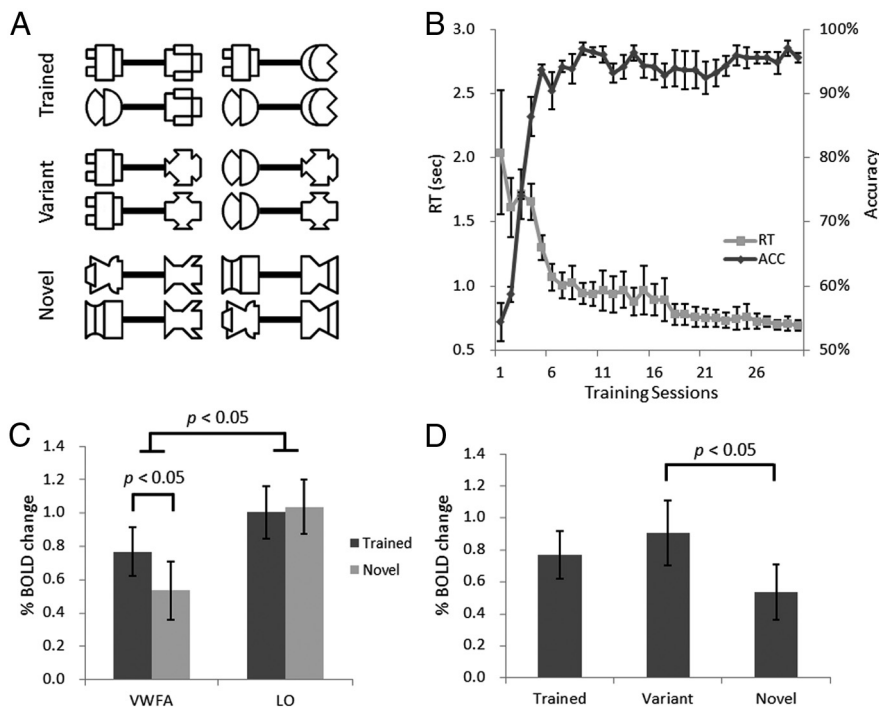 A
Trained
Variant
Novel
B
3.0
2.5
2.0
1.5
1.0
0.5
RT (sec)
100%
90%
80%
70%
60%
50%
Accuracy
RT
ACC
1
6
11
16
21
26
Training Sessions
C
p < 0.05
p < 0.05
1.4
1.2
1.0
0.8
0.6
0.4
0.2
0.0
% BOLD change
Trained
Novel
VWFA
LO
D
p < 0.05
1.4
1.2
1.0
0.8
0.6
0.4
0.2
0.0
% BOLD change
Trained
Variant
Novel